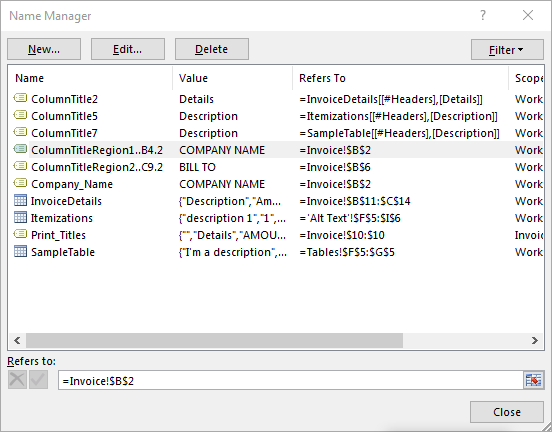 Name Manager
New... Edit... Delete Filter
Name Value Refers To Scope
ColumnTitle2 Details =InvoiceDetails[[#Headers],[Details]] Work
ColumnTitle5 Description =Itemizations[[#Headers],[Description]] Work
ColumnTitle7 Description =SampleTable[[#Headers],[Description]] Work
ColumnTitleRegion1..B4.2 COMPANY NAME =Invoice!$B$2 Work
ColumnTitleRegion2..C9.2 BILL TO =Invoice!$B$6 Work
Company_Name COMPANY NAME =Invoice!$B$2 Work
InvoiceDetails {"Description","Am... =Invoice!$B$11:$C$14 Work
Itemizations {"description 1","1",... ='Alt Text'!$F$5:$I$6 Work
Print_Titles {"","Details","AMOU... =Invoice!$10:$10 Invoic
SampleTable {"I'm a description",... =Tables!$F$5:$G$5 Work
Refers to:
=Invoice!$B$2
Close